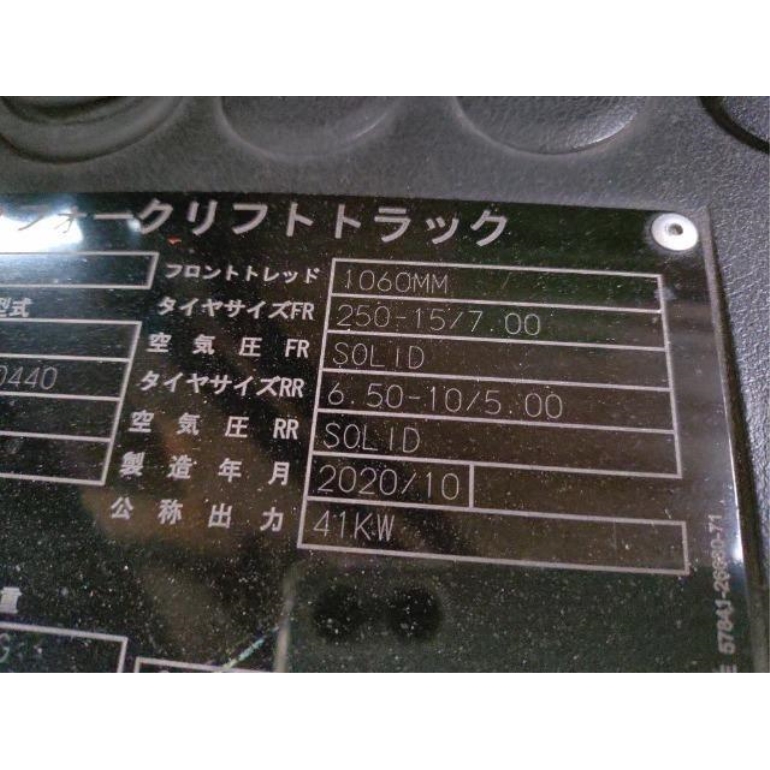 フォークリフトトラック
フロントトレッド 1060MM
型式 タイヤサイズFR 250-15/7.00
空気圧 FR SOLID
0440 タイヤサイズRR 6.50-10/5.00
空気圧 RR SOLID
製造年月 2020/10
公称出力 41KW
重
G